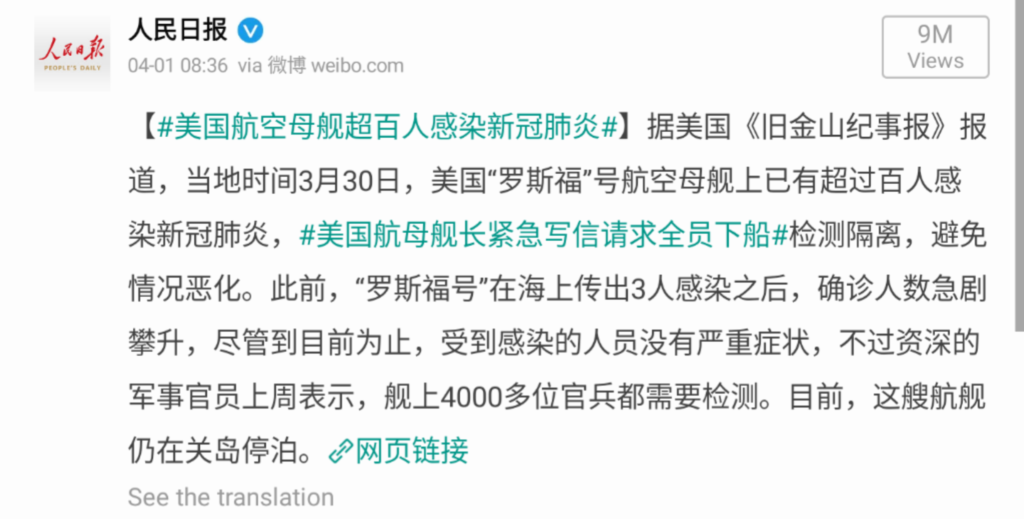 人民日报
人民日报
PEOPLE'S DAILY
04-01 08:36 via 微博 weibo.com
9M
Views
【#美国航空母舰超百人感染新冠肺炎#】据美国《旧金山纪事报》报
道，当地时间3月30日，美国“罗斯福”号航空母舰上已有超过百人感
染新冠肺炎，#美国航母舰长紧急写信请求全员下船#检测隔离，避免
情况恶化。此前，“罗斯福号”在海上传出3人感染之后，确诊人数急剧
攀升，尽管到目前为止，受到感染的人员没有严重症状，不过资深的
军事官员上周表示，舰上4000多位官兵都需要检测。目前，这艘航舰
仍在关岛停泊。网页链接
See the translation